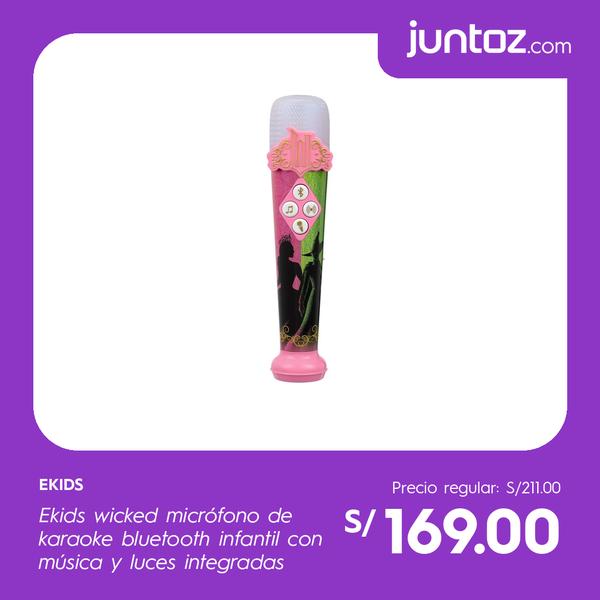 juntoz.com
EKIDS
Ekids wicked micrófono de
karaoke bluetooth infantil con
música y luces integradas
Precio regular: S/211.00
S/169.00